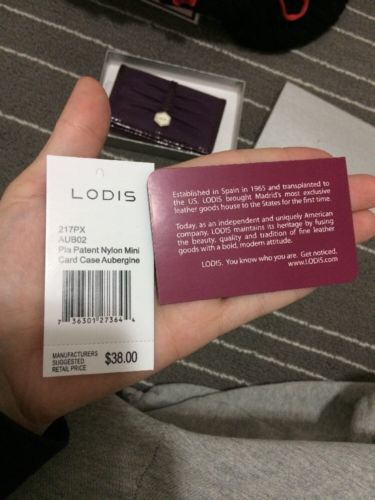 LODIS
217PX
AUB02
Pla Patent Nylon Mini
Card Case Aubergine
7 36301 27364 4
MANUFACTURERS
SUGGESTED
RETAIL PRICE
$38.00
Established in Spain in 1965 and transplanted to
the US, LODIS brought Madrid's most exclusive
leather goods house to the States for the first time.
Today, as an independent and uniquely American
company, LODIS maintains its heritage by fusing
the beauty, quality and tradition of fine leather
goods with a bold, modern attitude.
LODIS. You know who you are. Get noticed.
www.LODIS.com